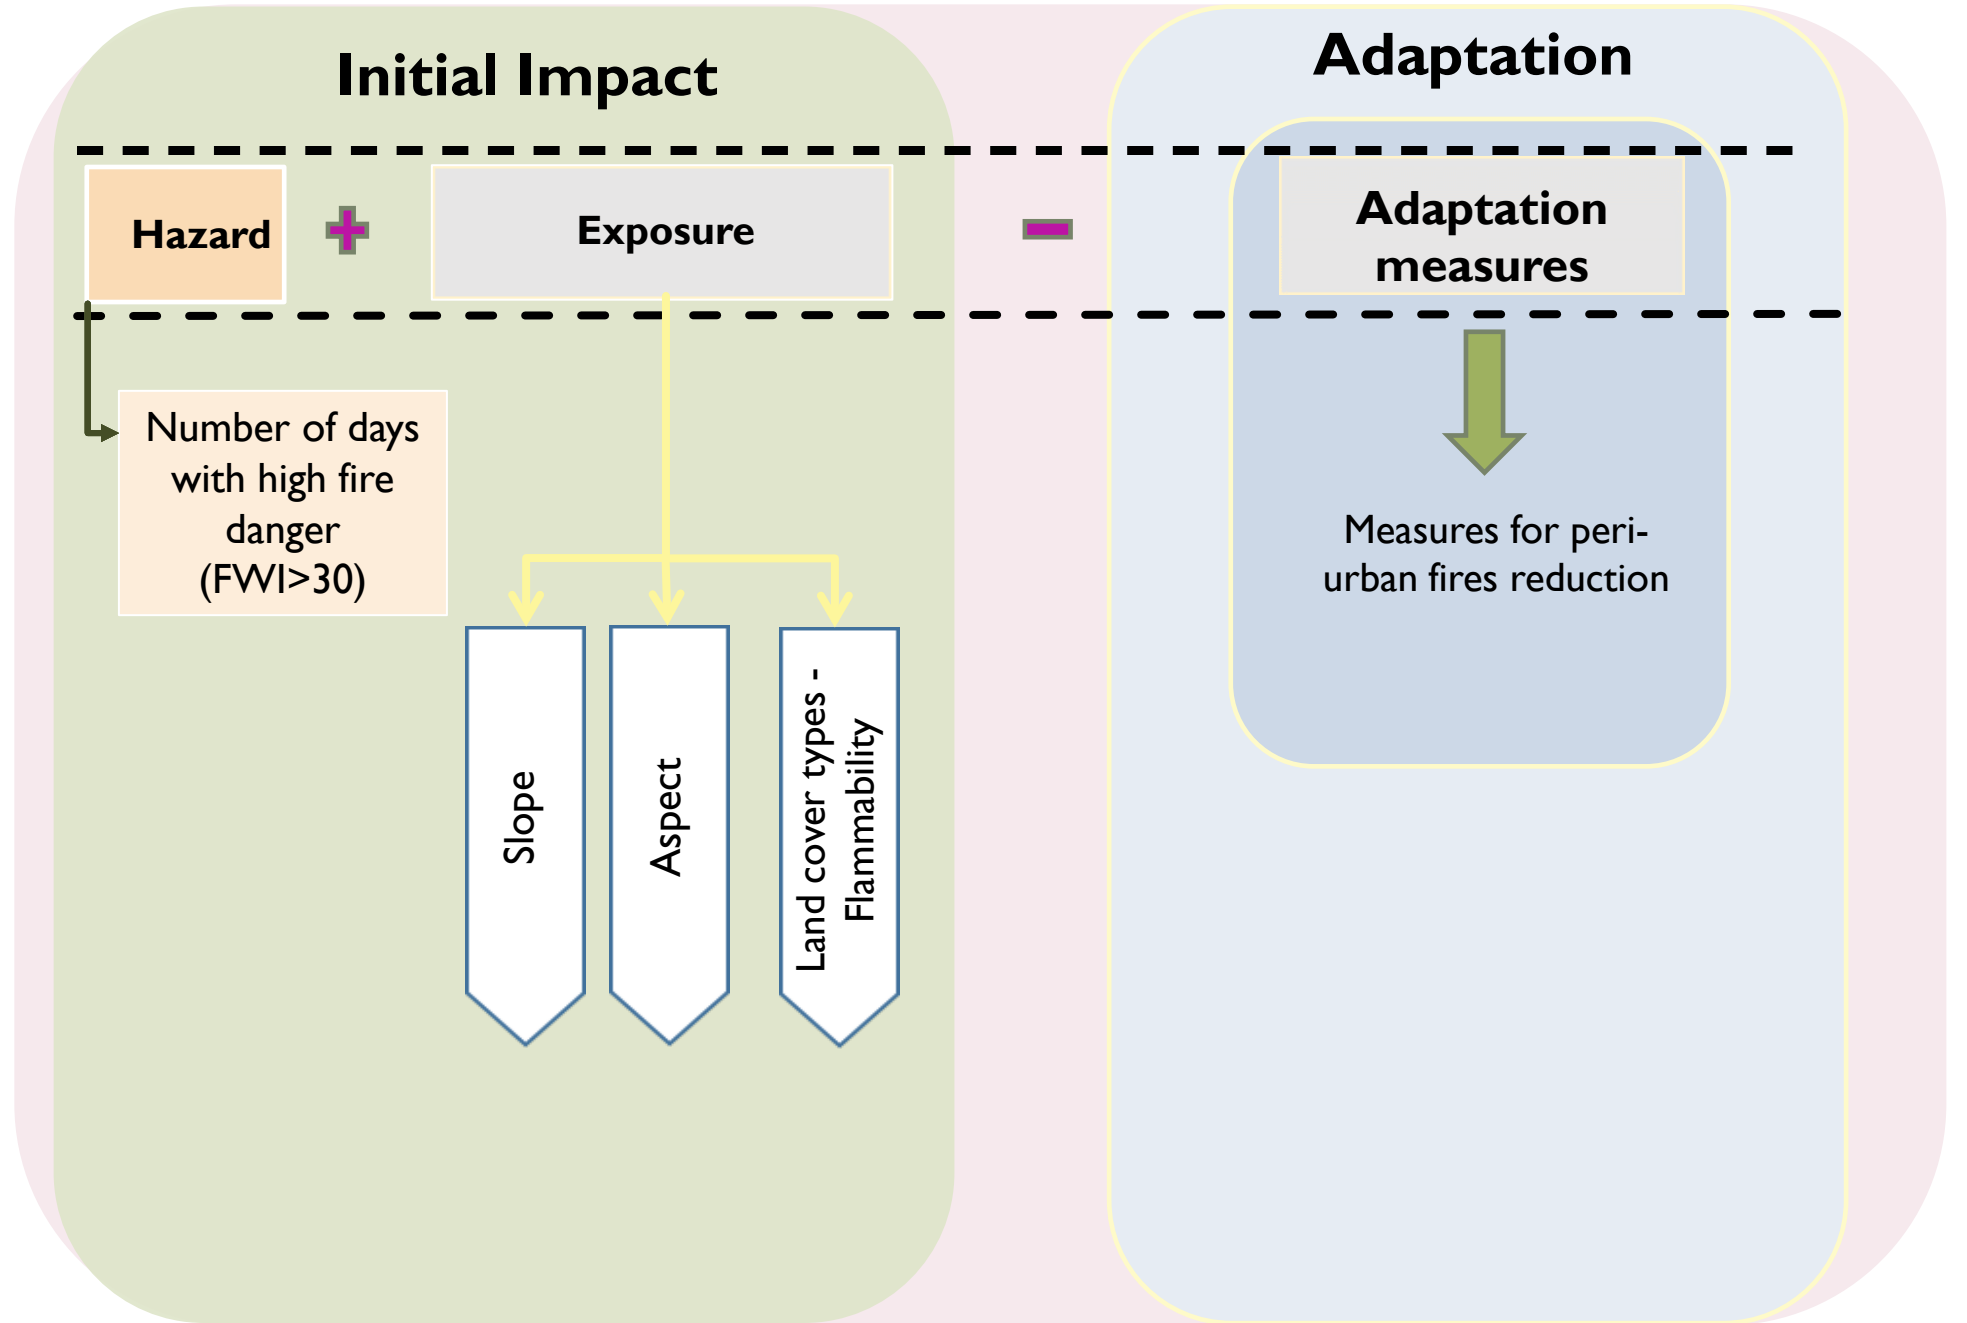 Initial Impact
Adaptation
Hazard
Exposure
Adaptation
measures
Number of days
with high fire
danger
(FWI>30)
Measures for peri-
urban fires reduction
Slope
Aspect
Land cover types -
Flammability